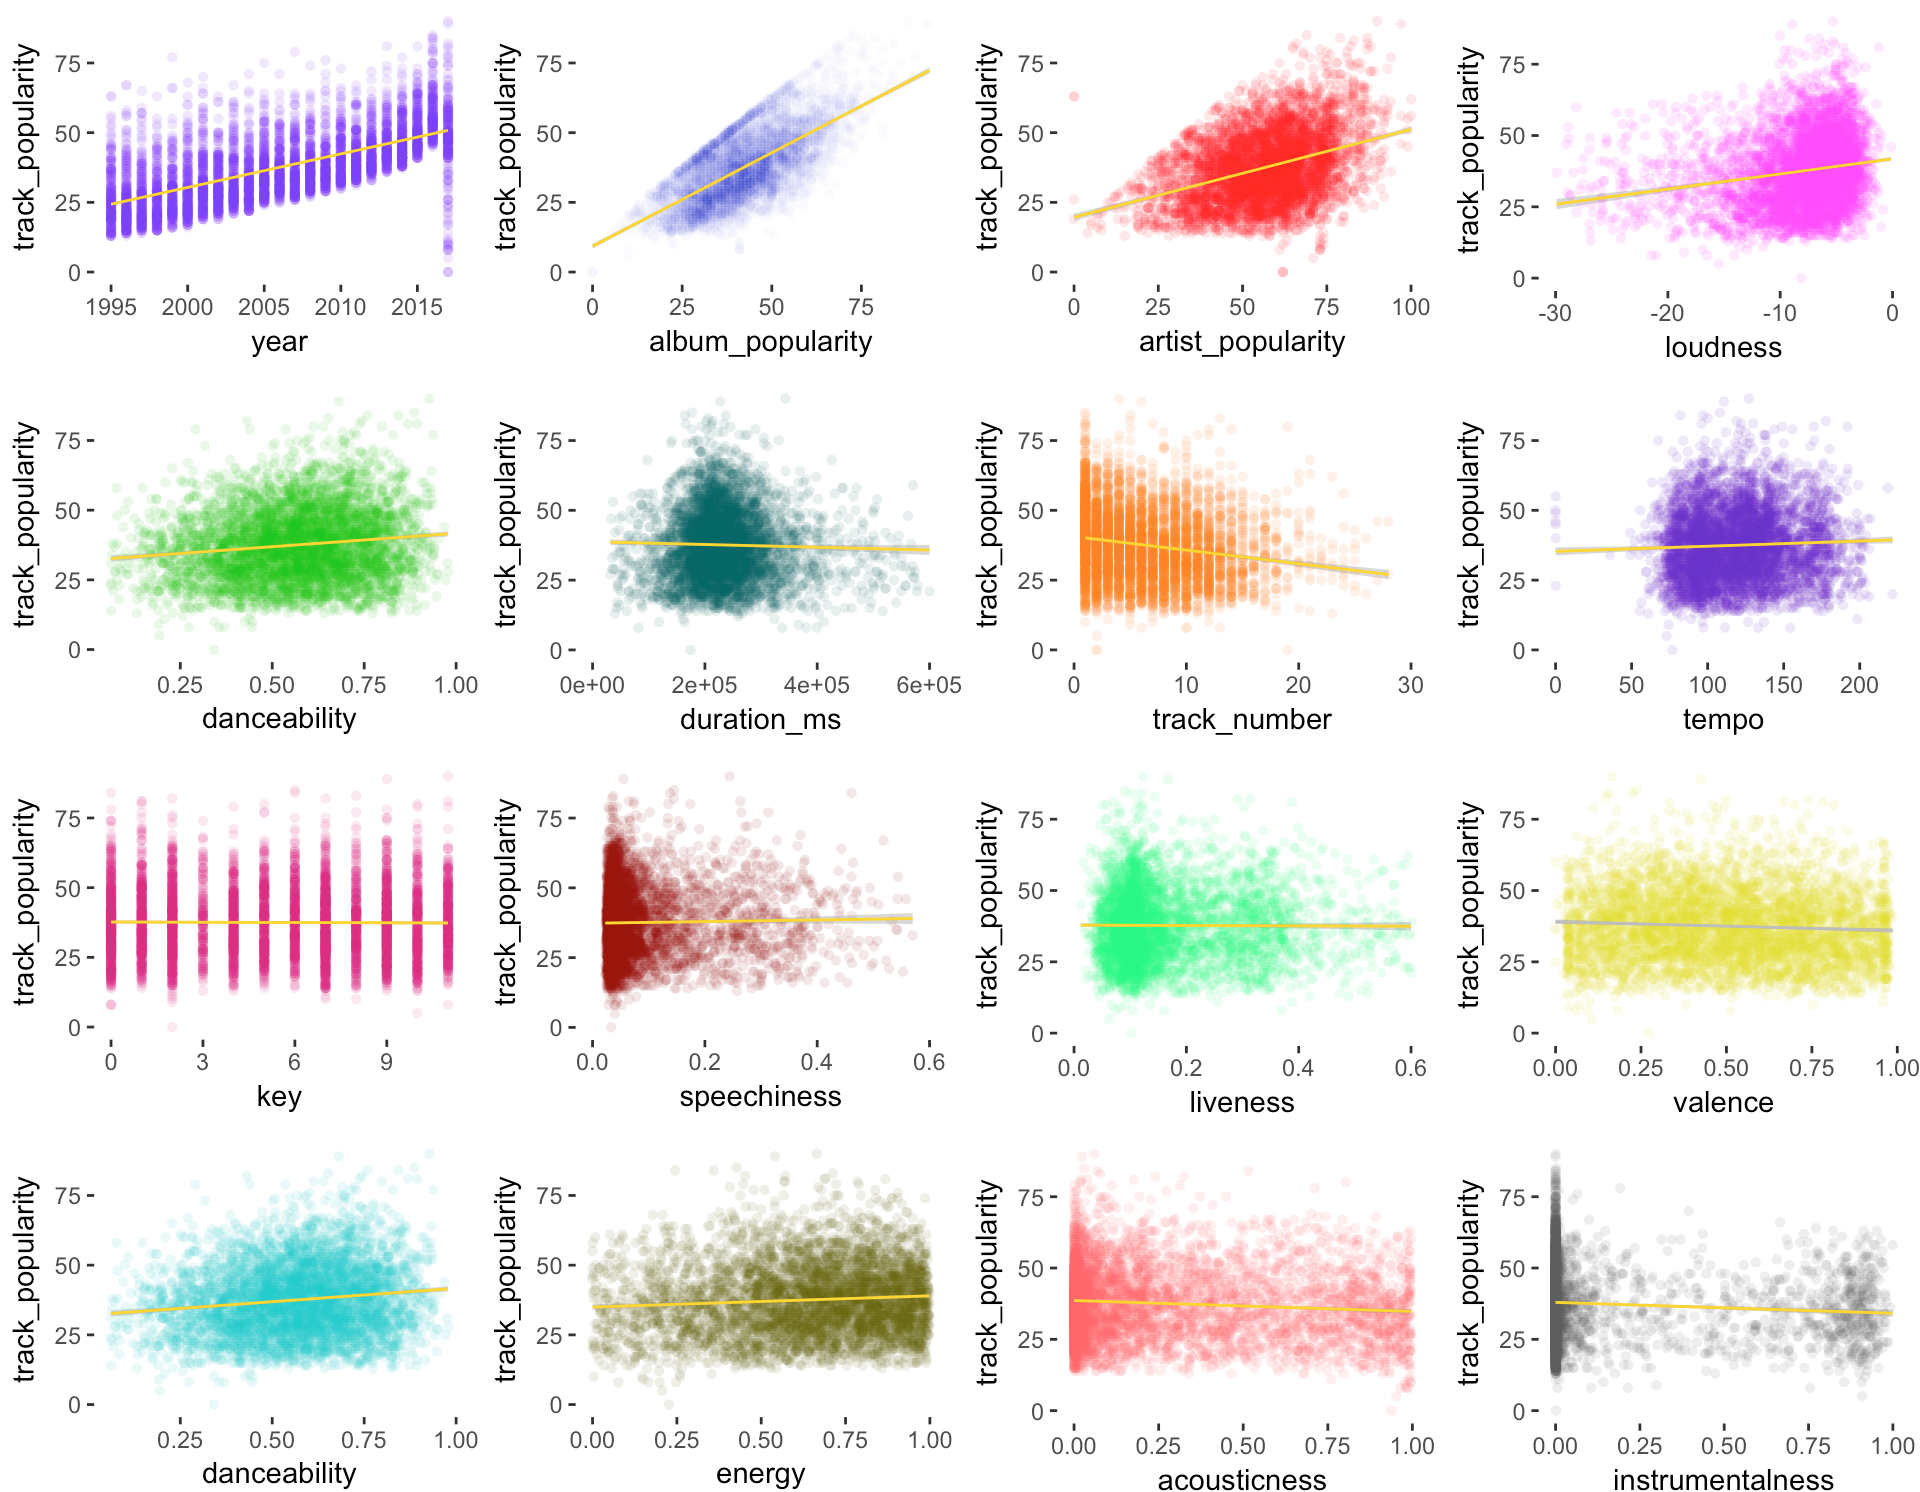 track_popularity
75
50
25
0
1995 2000 2005 2010 2015
year
track_popularity
75
50
25
0
0 25 50 75
album_popularity
track_popularity
75
50
25
0
0 25 50 75 100
artist_popularity
track_popularity
75
50
25
0
-30 -20 -10 0
loudness
track_popularity
75
50
25
0
0.25 0.50 0.75 1.00
danceability
track_popularity
75
50
25
0
0e+00 2e+05 4e+05 6e+05
duration_ms
track_popularity
75
50
25
0
0 10 20 30
track_number
track_popularity
75
50
25
0
0 50 100 150 200
tempo
track_popularity
75
50
25
0
0 3 6 9
key
track_popularity
75
50
25
0
0.0 0.2 0.4 0.6
speechiness
track_popularity
75
50
25
0
0.0 0.2 0.4 0.6
liveness
track_popularity
75
50
25
0
0.00 0.25 0.50 0.75 1.00
valence
track_popularity
75
50
25
0
0.25 0.50 0.75 1.00
danceability
track_popularity
75
50
25
0
0.00 0.25 0.50 0.75 1.00
energy
track_popularity
75
50
25
0
0.00 0.25 0.50 0.75 1.00
acousticness
track_popularity
75
50
25
0
0.00 0.25 0.50 0.75 1.00
instrumentalness